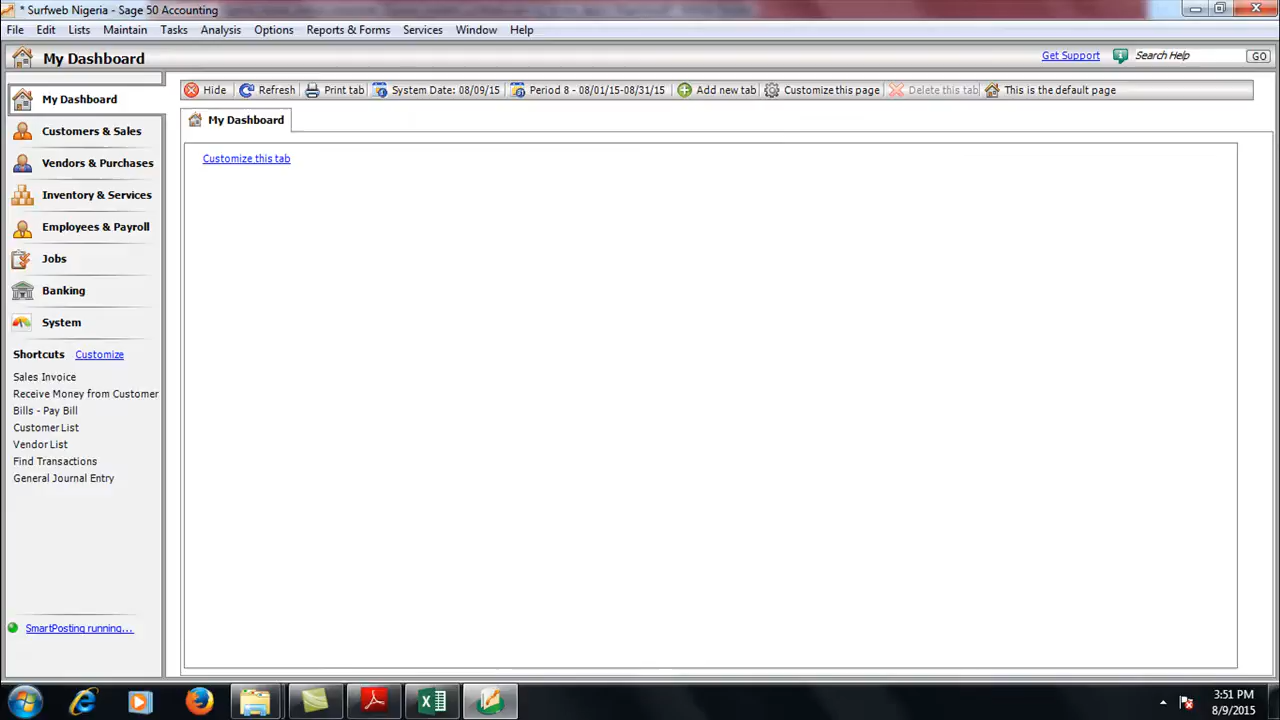 * Surfweb Nigeria - Sage 50 Accounting
File Edit Lists Maintain Tasks Analysis Options Reports & Forms Services Window Help
My Dashboard
Get Support Search Help GO
Hide Refresh Print tab System Date: 08/09/15 Period 8 - 08/01/15-08/31/15 Add new tab Customize this page Delete this tab This is the default page
My Dashboard
Customize this tab
My Dashboard
Customers & Sales
Vendors & Purchases
Inventory & Services
Employees & Payroll
Jobs
Banking
System
Shortcuts Customize
Sales Invoice
Receive Money from Customer
Bills - Pay Bill
Customer List
Vendor List
Find Transactions
General Journal Entry
SmartPosting running...
3:51 PM
8/9/2015